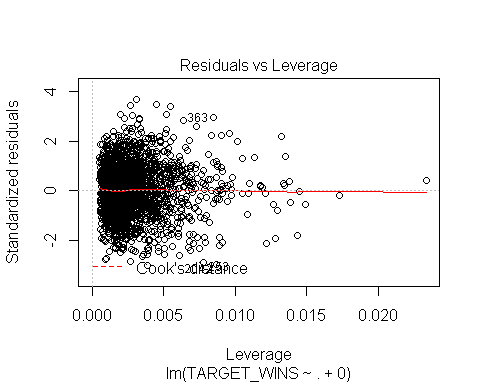 Residuals vs Leverage
Standardized residuals
4
2
0
-2
363
Cook's distance
0.000 0.005 0.010 0.015 0.020
Leverage
lm(TARGET_WINS ~ . + 0)